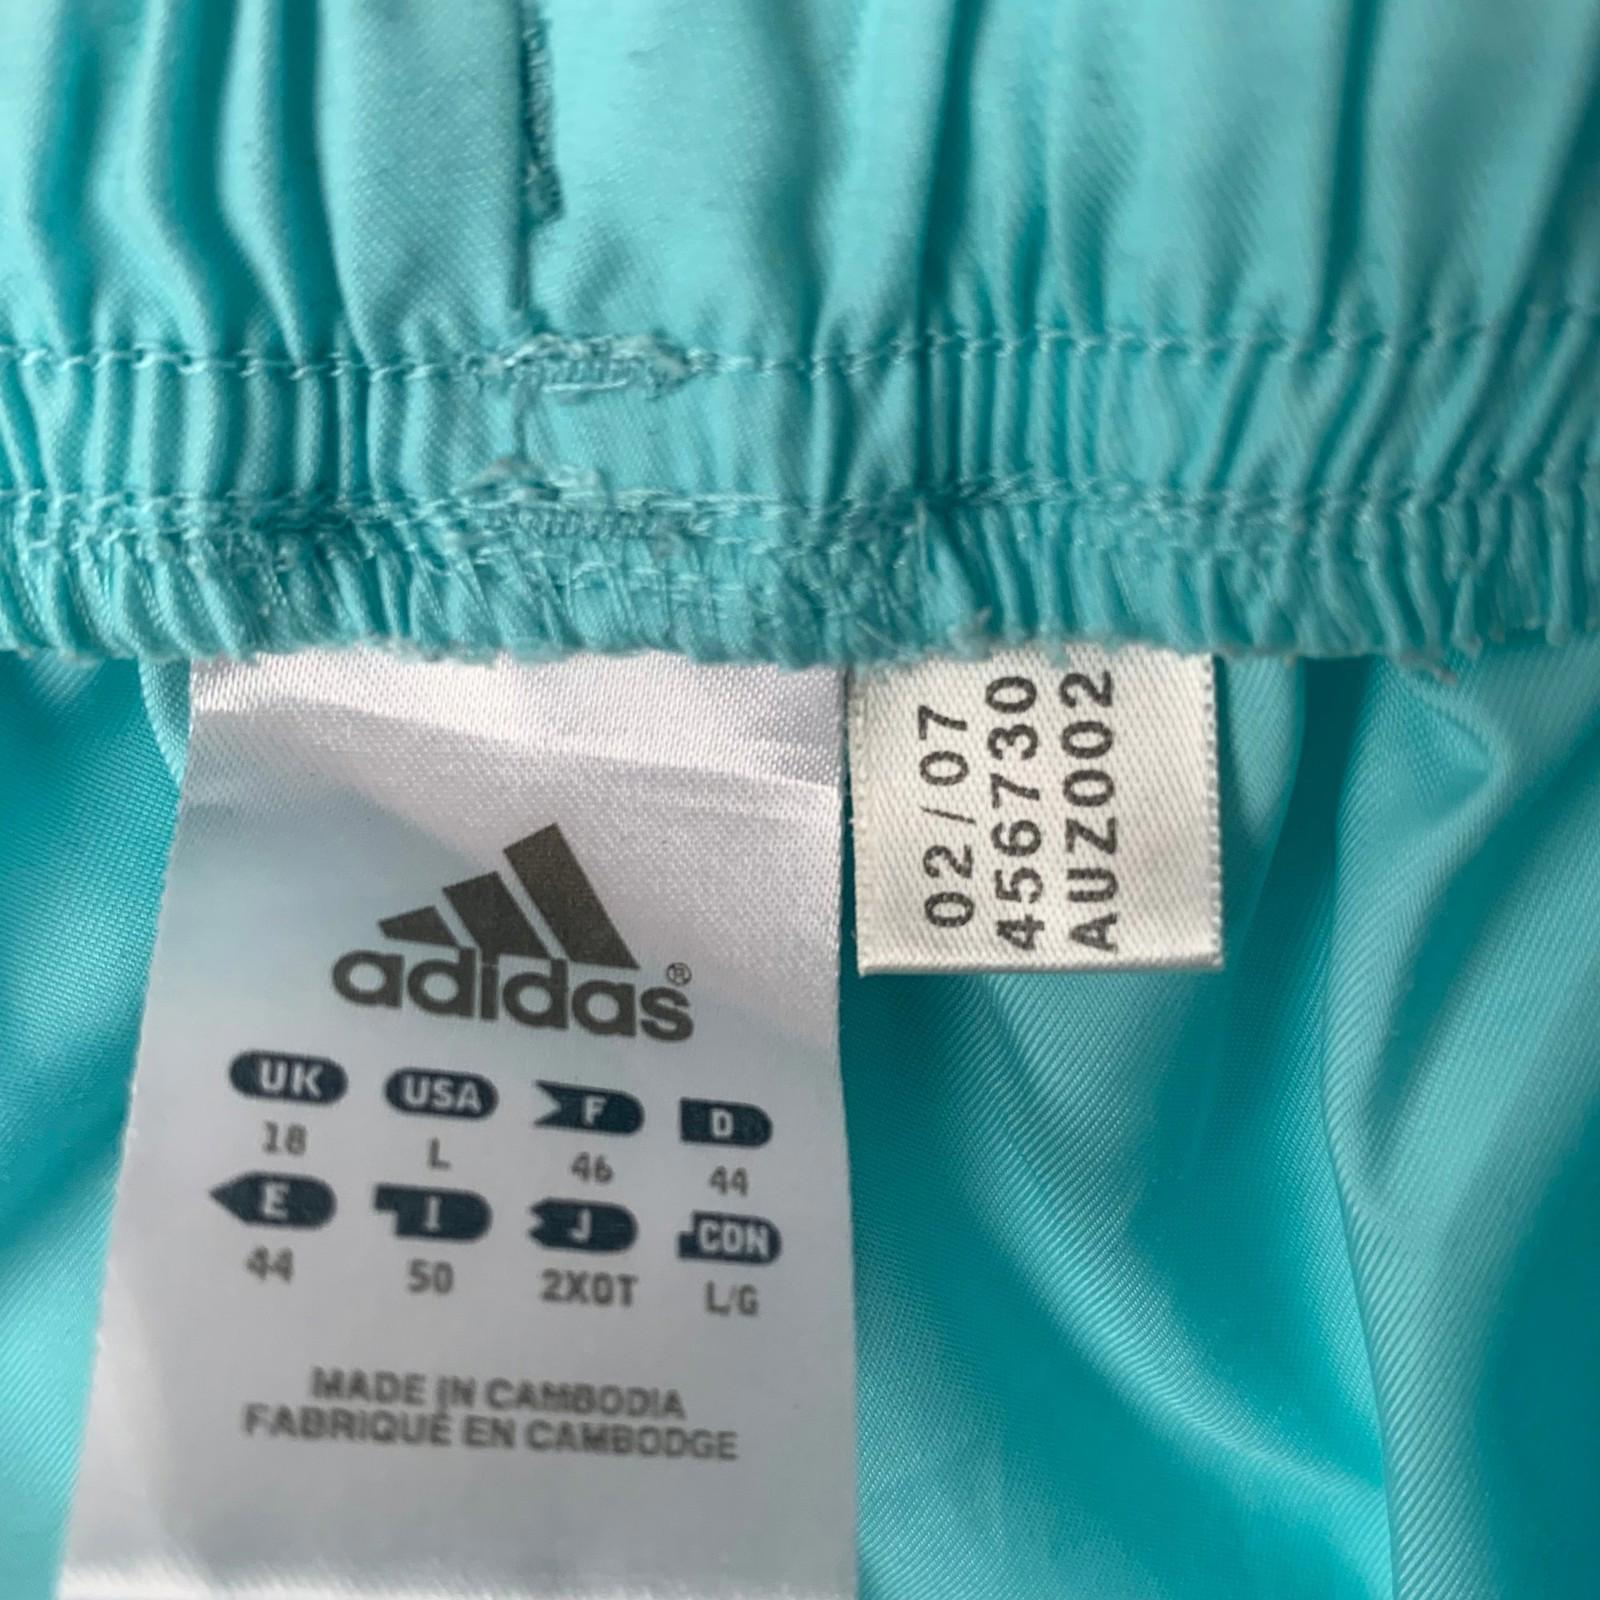 adidas®
UK USA F D
18 L 46 44
E I J CDN
44 50 2XOT L/G
MADE IN CAMBODIA
FABRIQUÉ EN CAMBODGE
02/07
456730
AUZ002